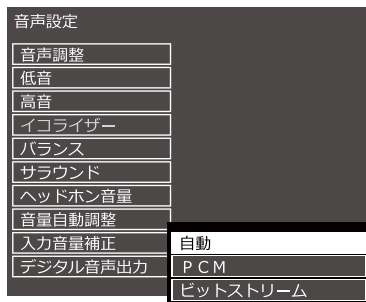 音声設定
音声調整
低音
高音
イコライザー
バランス
サラウンド
ヘッドホン音量
音量自動調整
入力音量補正
デジタル音声出力
自動
ＰＣＭ
ビットストリーム